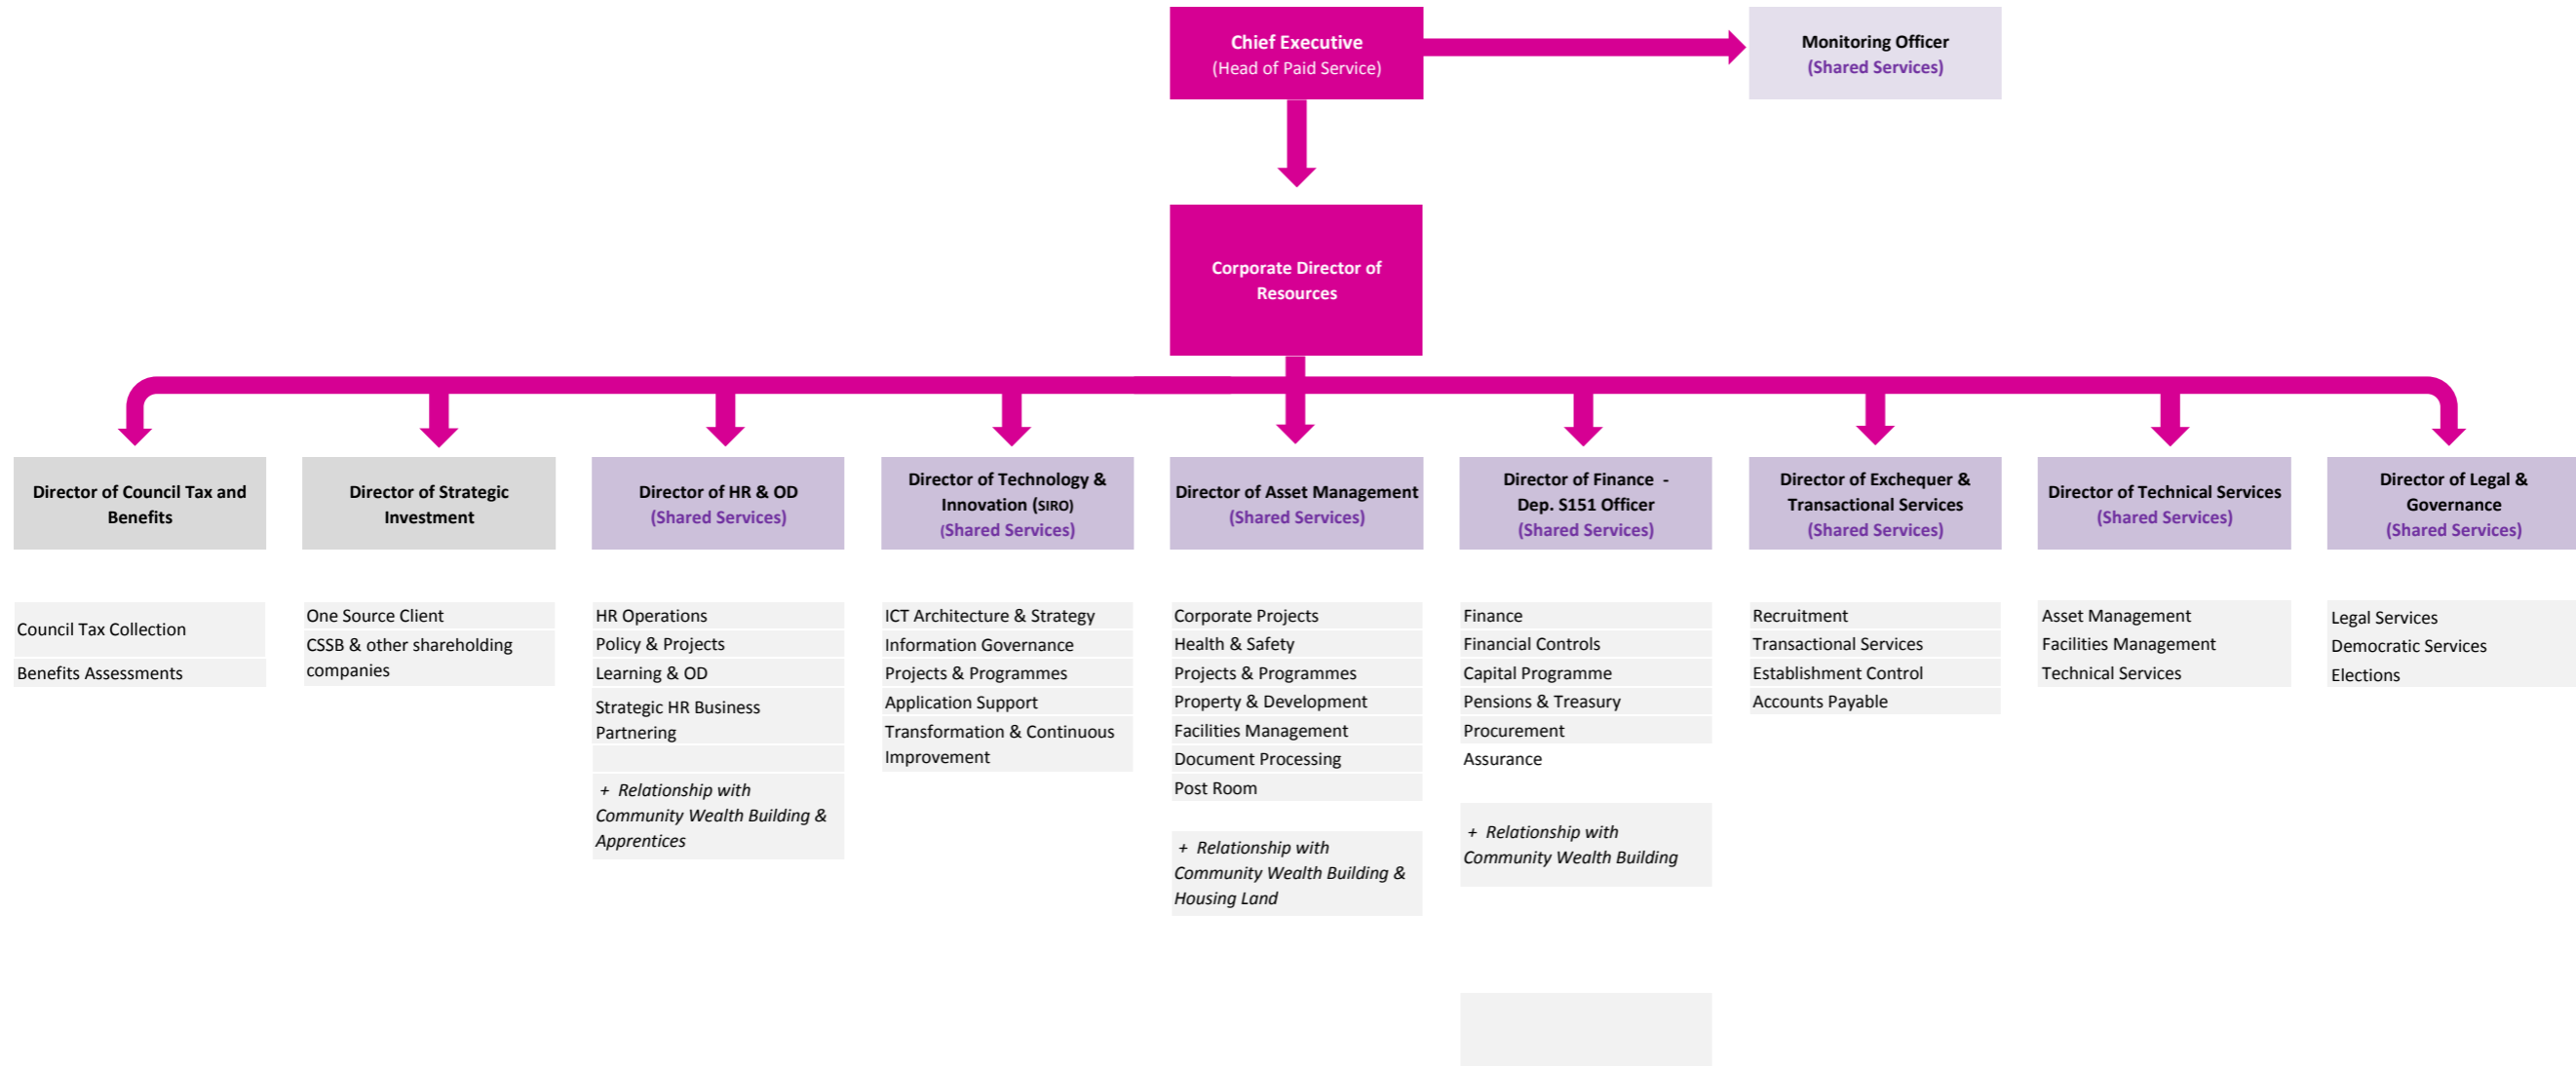 Chief Executive
(Head of Paid Service)
Monitoring Officer
(Shared Services)
Corporate Director of
Resources
Director of Council Tax and
Benefits
Director of Strategic
Investment
Director of HR & OD
(Shared Services)
Director of Technology &
Innovation (SIRO)
(Shared Services)
Director of Asset Management
(Shared Services)
Director of Finance -
Dep. S151 Officer
(Shared Services)
Director of Exchequer &
Transactional Services
(Shared Services)
Director of Technical Services
(Shared Services)
Director of Legal &
Governance
(Shared Services)
Council Tax Collection
Benefits Assessments
One Source Client
CSSB & other shareholding
companies
HR Operations
Policy & Projects
Learning & OD
Strategic HR Business
Partnering
+ Relationship with
Community Wealth Building &
Apprentices
ICT Architecture & Strategy
Information Governance
Projects & Programmes
Application Support
Transformation & Continuous
Improvement
Corporate Projects
Health & Safety
Projects & Programmes
Property & Development
Facilities Management
Document Processing
Post Room
+ Relationship with
Community Wealth Building &
Housing Land
Finance
Financial Controls
Capital Programme
Pensions & Treasury
Procurement
Assurance
+ Relationship with
Community Wealth Building
Recruitment
Transactional Services
Establishment Control
Accounts Payable
Asset Management
Facilities Management
Technical Services
Legal Services
Democratic Services
Elections